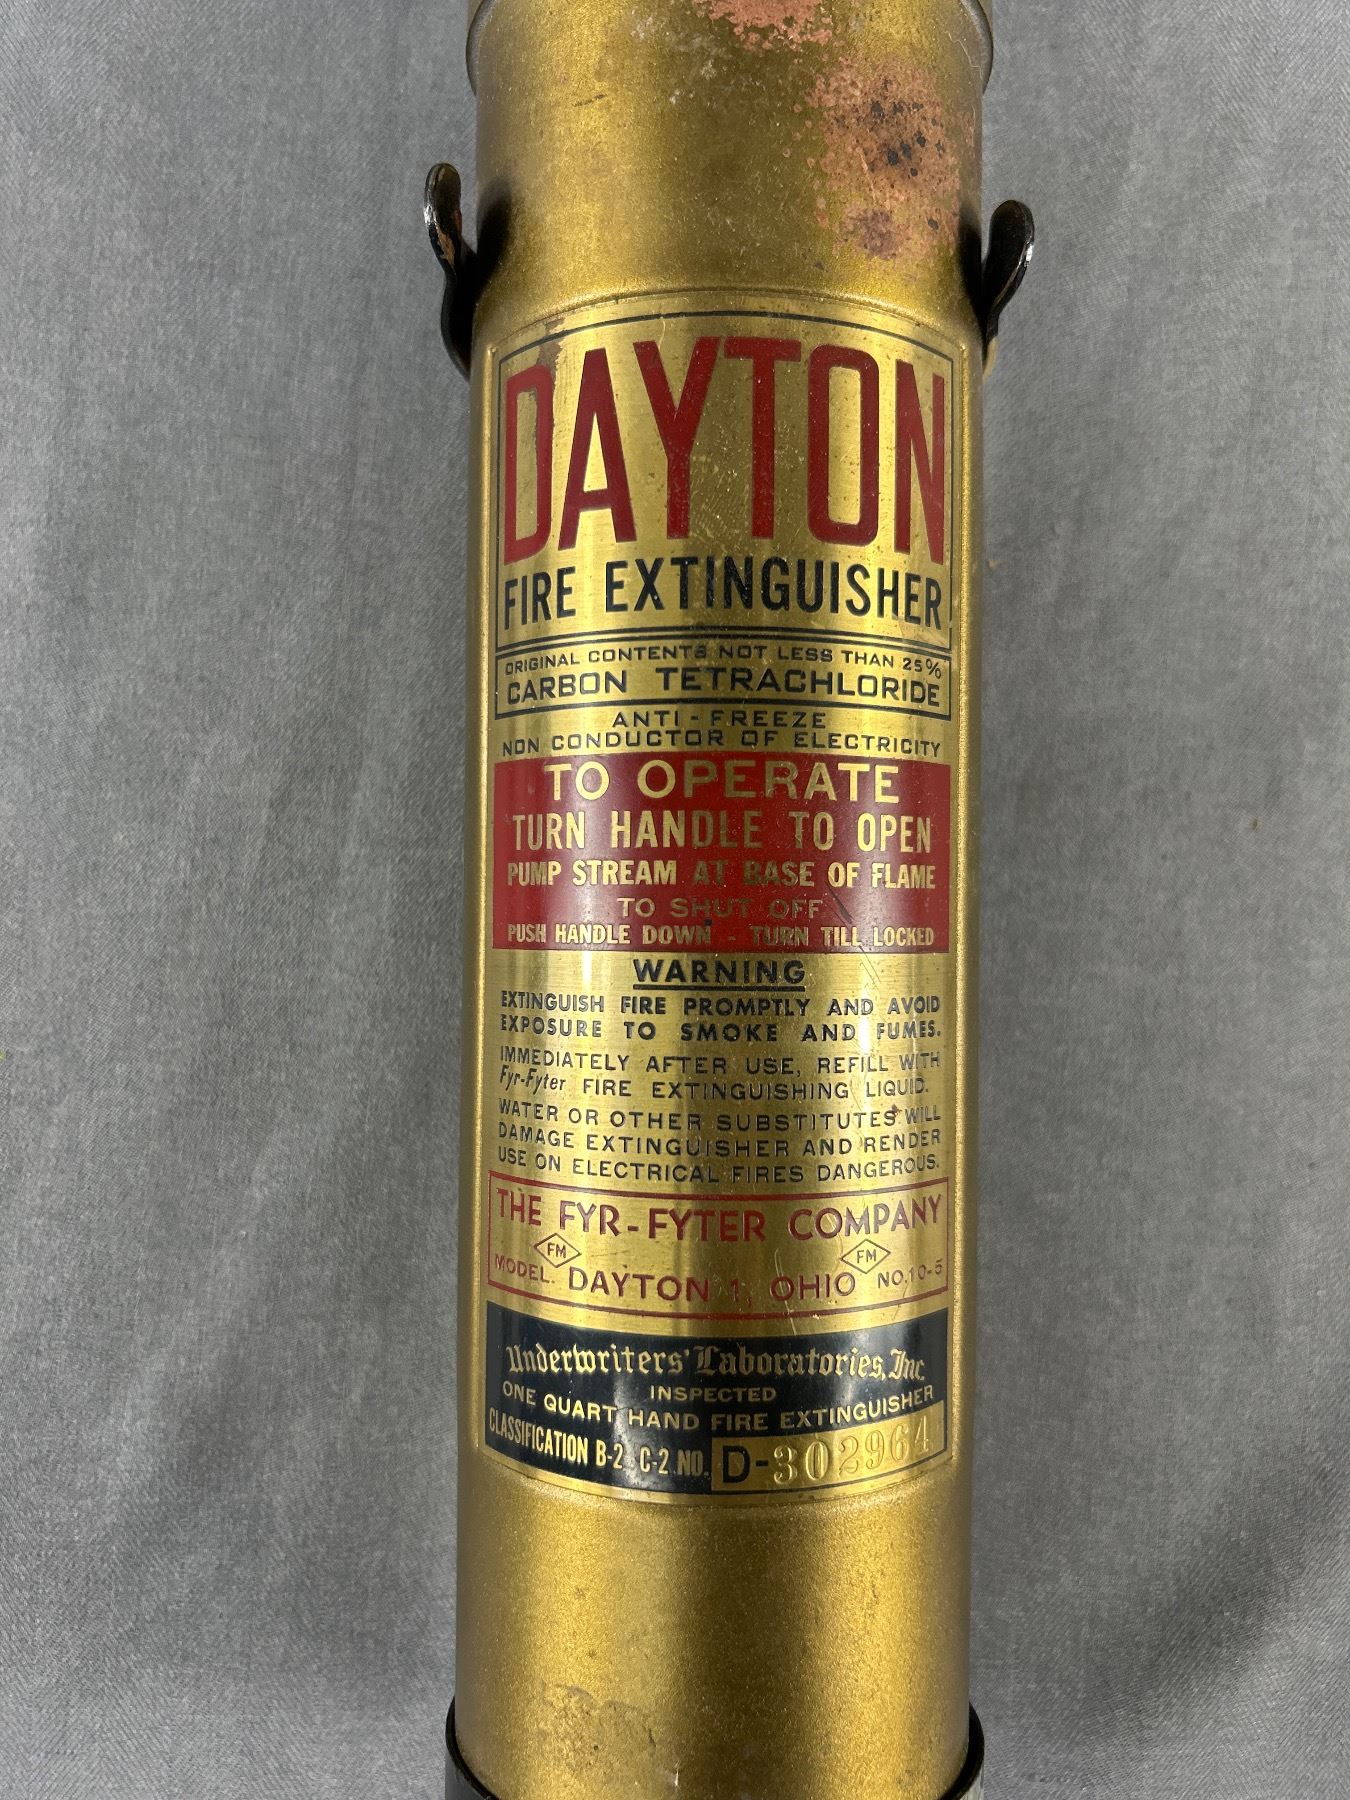 DAYTON
FIRE EXTINGUISHER
ORIGINAL CONTENTS NOT LESS THAN 25%
CARBON TETRACHLORIDE
ANTI-FREEZE
NON CONDUCTOR OF ELECTRICITY
TO OPERATE
TURN HANDLE TO OPEN
PUMP STREAM AT BASE OF FLAME
TO SHUT OFF
PUSH HANDLE DOWN - TURN TILL LOCKED
WARNING
EXTINGUISH FIRE PROMPTLY AND AVOID
EXPOSURE TO SMOKE AND FUMES.
IMMEDIATELY AFTER USE, REFILL WITH
Fyr-Fyter FIRE EXTINGUISHING LIQUID.
WATER OR OTHER SUBSTITUTES WILL
DAMAGE EXTINGUISHER AND RENDER
USE ON ELECTRICAL FIRES DANGEROUS.
THE FYR-FYTER COMPANY
FM FM
MODEL. DAYTON 1, OHIO NO.10-5
Underwriters' Laboratories, Inc.
INSPECTED
ONE QUART HAND FIRE EXTINGUISHER
CLASSIFICATION B-2. C-2 NO. D-302964